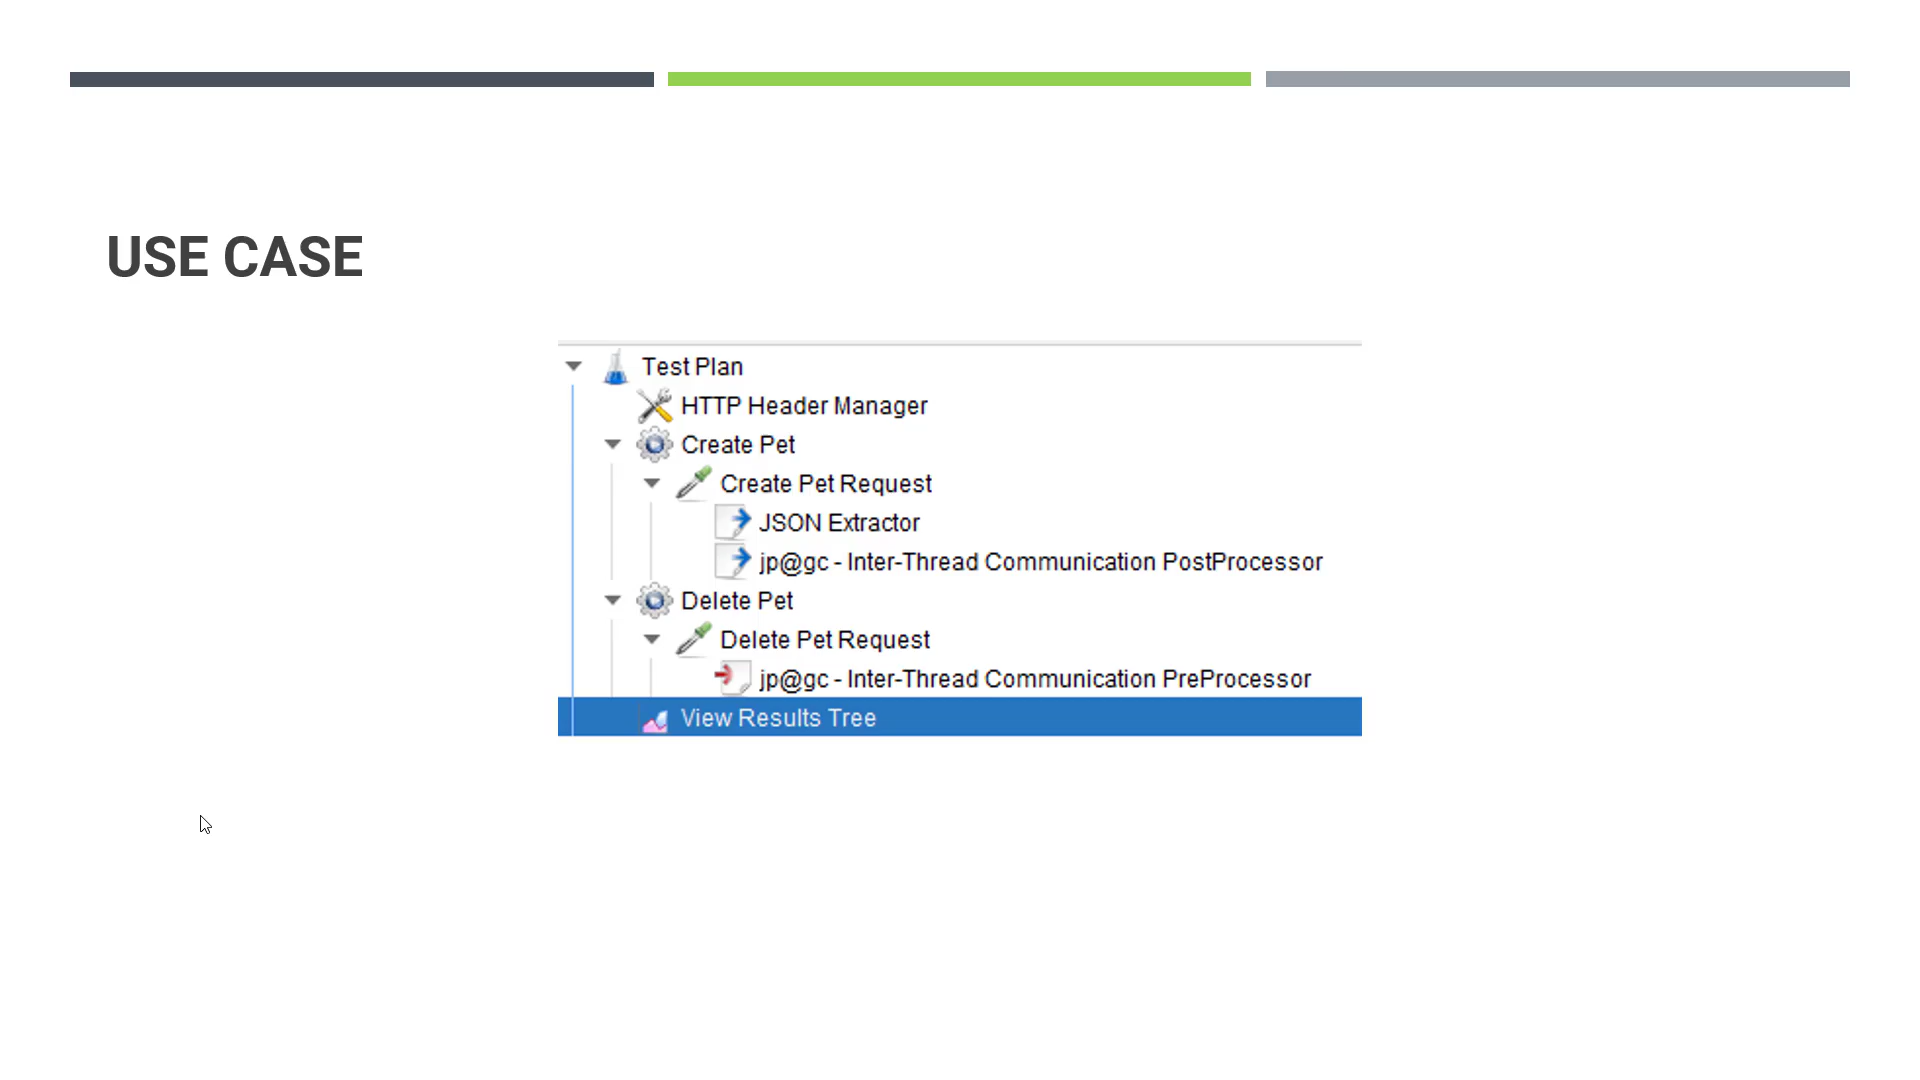 USE CASE
Test Plan
HTTP Header Manager
Create Pet
Create Pet Request
JSON Extractor
jp@gc - Inter-Thread Communication PostProcessor
Delete Pet
Delete Pet Request
jp@gc - Inter-Thread Communication PreProcessor
View Results Tree